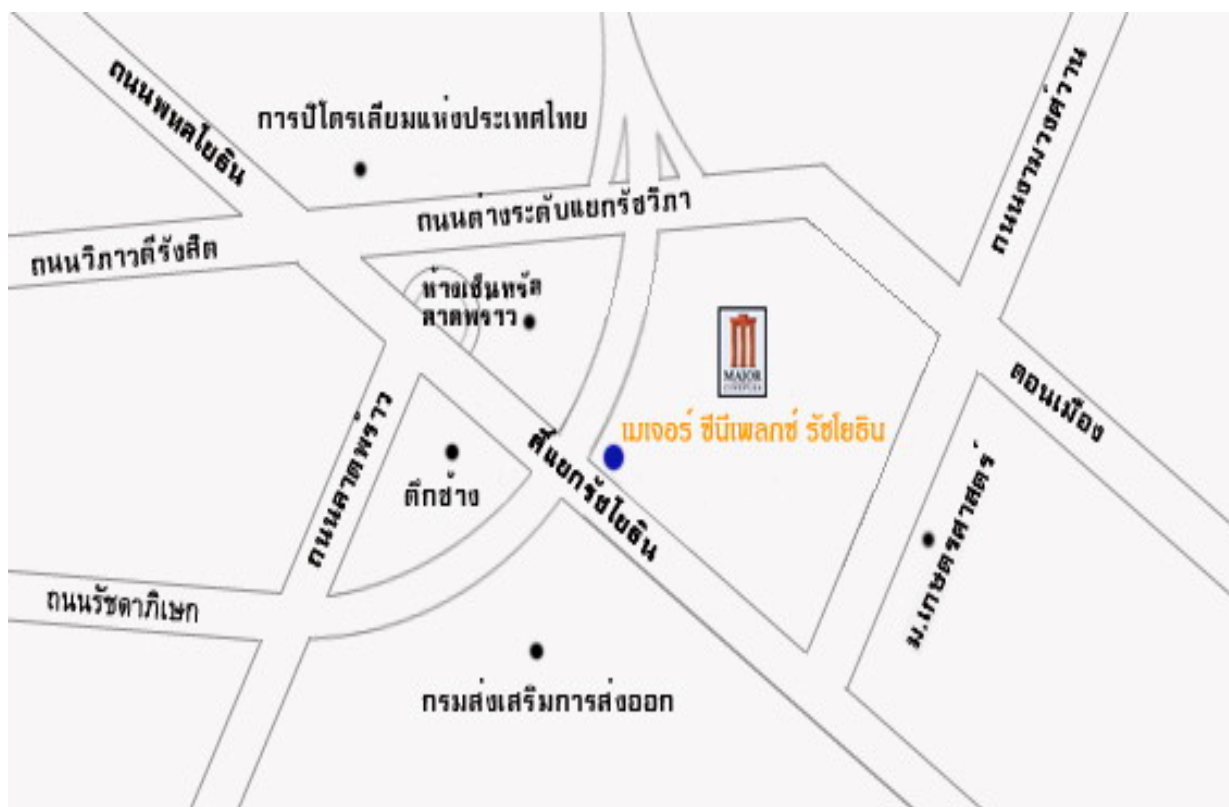 ถนนพหลโยธิน
การปิโตรเลียมแห่งประเทศไทย
ถนนงามวงศ์วาน
ถนนต่างระดับแยกรัชวิภา
ถนนวิภาวดีรังสิต
ห้างเซ็นทรัล
ลาดพราว
MAJOR
CINEPLEX
ดอนเมือง
เมเจอร์ ซีนีเพลกซ์ รัชโยธิน
ถนนลาดพร้าว
สี่แยกรัชโยธิน
ตึกช้าง
ม.เกษตรศาสตร์
ถนนรัชดาภิเษก
กรมส่งเสริมการส่งออก